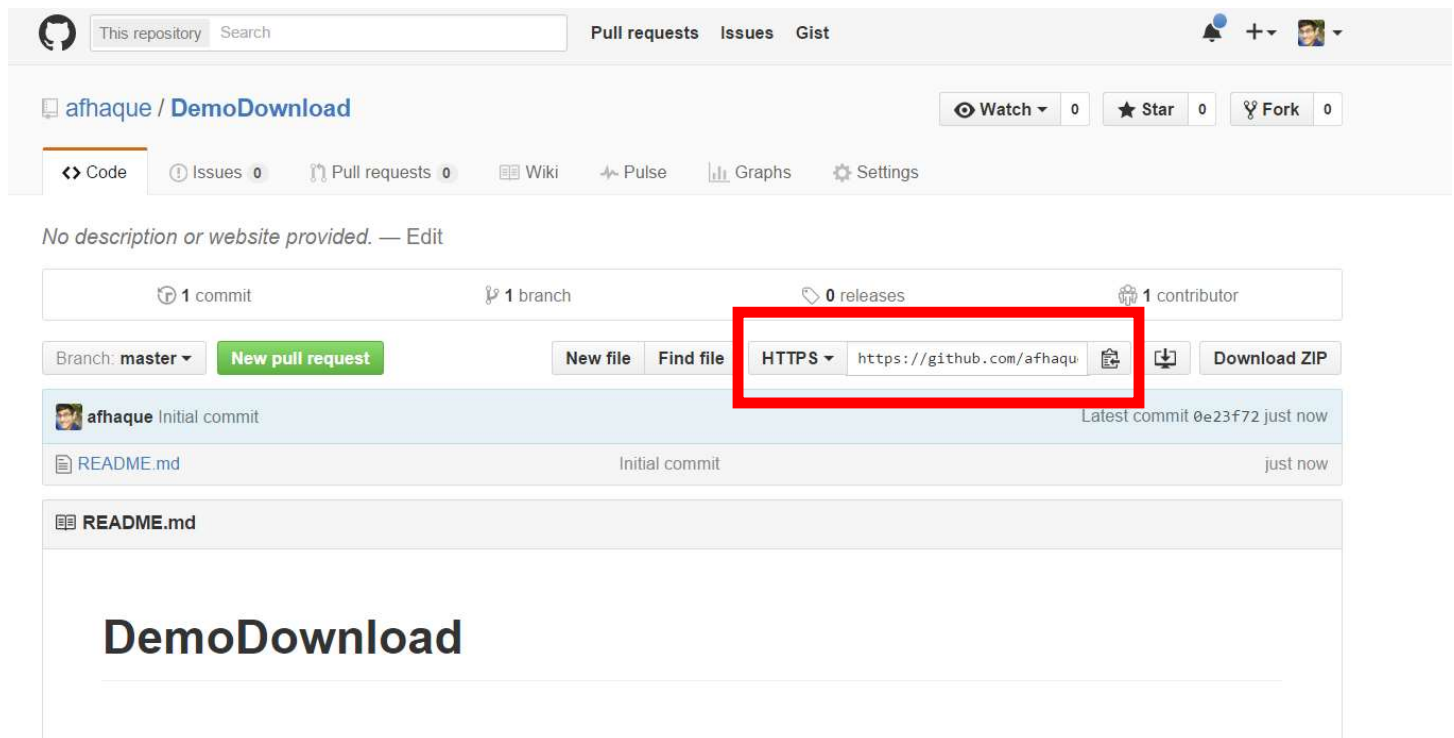 This repository Search Pull requests Issues Gist
afhaque / DemoDownload Watch 0 Star 0 Fork 0
Code Issues 0 Pull requests 0 Wiki Pulse Graphs Settings
No description or website provided. — Edit
1 commit 1 branch 0 releases 1 contributor
Branch: master New pull request New file Find file HTTPS https://github.com/afhaqu Download ZIP
afhaque Initial commit Latest commit 0e23f72 just now
README.md Initial commit just now
README.md
DemoDownload